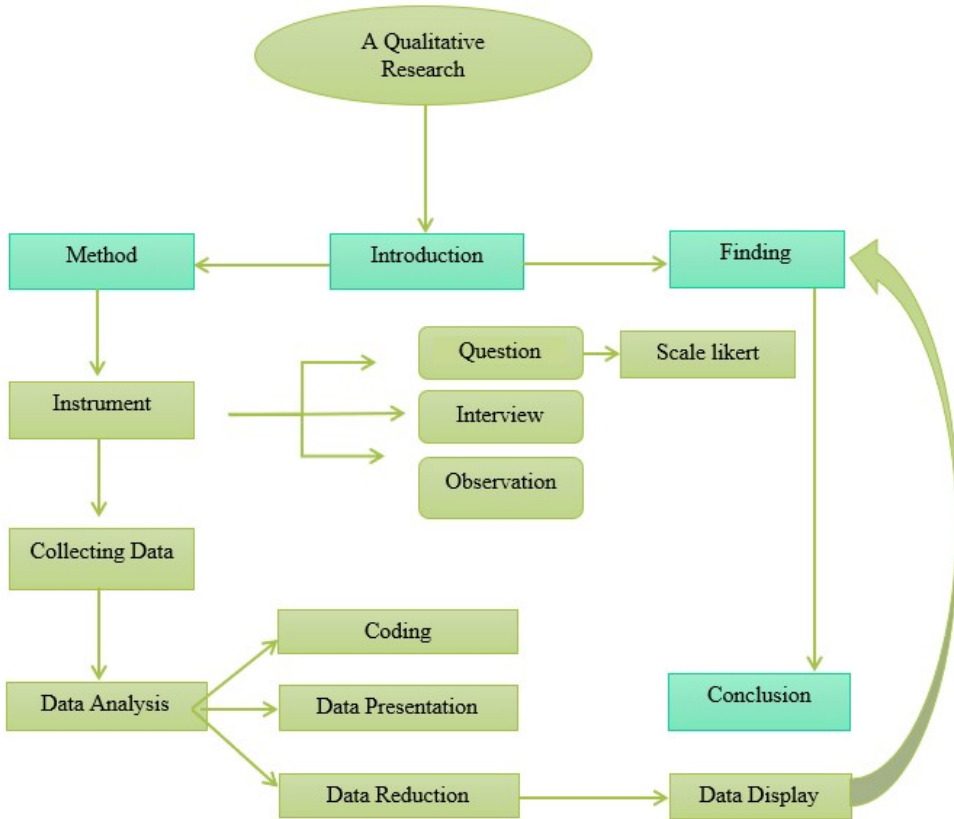 A Qualitative
Research
Method
Introduction
Finding
Question
Scale likert
Instrument
Interview
Observation
Collecting Data
Coding
Data Analysis
Data Presentation
Conclusion
Data Reduction
Data Display